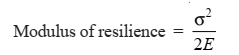 Modulus of resilience = σ²/2E